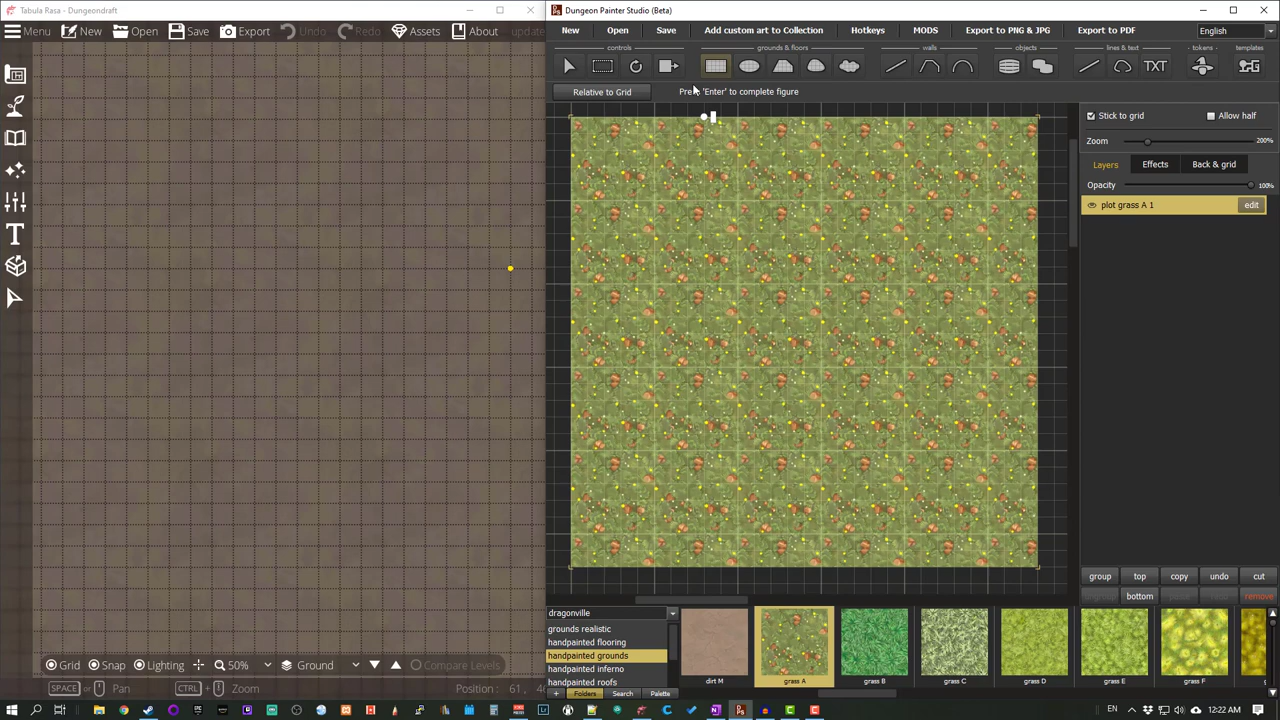 Tabula Rasa - Dungeondraft
Menu New Open Save Export Undo Redo Assets About update
Grid Snap Lighting 50% Ground Compare Levels
SPACE or Pan CTRL + Zoom Position: 61, 46
Dungeon Painter Studio (Beta)
New Open Save Add custom art to Collection Hotkeys MODS Export to PNG & JPG Export to PDF English
controls grounds & floors walls objects lines & text tokens templates
TXT
Relative to Grid Press 'Enter' to complete figure
Stick to grid Allow half
Zoom 200%
Layers Effects Back & grid
Opacity 100%
plot grass A 1 edit
group top copy undo cut
bottom remove
dragonville
grounds realistic
handpainted flooring
handpainted grounds
handpainted inferno
handpainted roofs
+ Folders Search Palette
dirt M grass A grass B grass C grass D grass E grass F
EN 12:22 AM